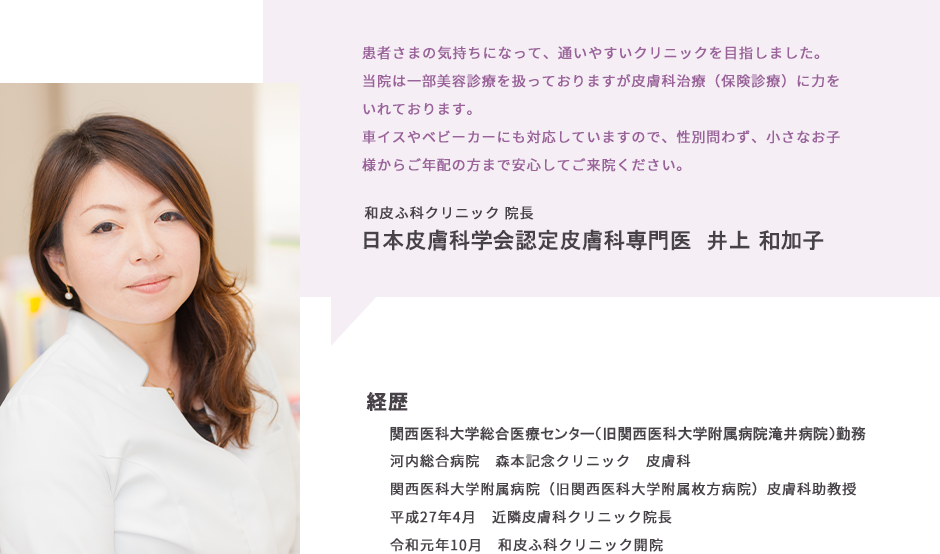 患者さまの気持ちになって、通いやすいクリニックを目指しました。
当院は一部美容診療を扱っておりますが皮膚科治療（保険診療）に力を
いれております。
車イスやベビーカーにも対応していますので、性別問わず、小さなお子
様からご年配の方まで安心してご来院ください。
和皮ふ科クリニック 院長
日本皮膚科学会認定皮膚科専門医 井上 和加子
経歴
関西医科大学総合医療センター（旧関西医科大学附属病院滝井病院）勤務
河内総合病院　森本記念クリニック　皮膚科
関西医科大学附属病院（旧関西医科大学附属枚方病院）皮膚科助教授
平成27年4月　近隣皮膚科クリニック院長
令和元年10月　和皮ふ科クリニック開院